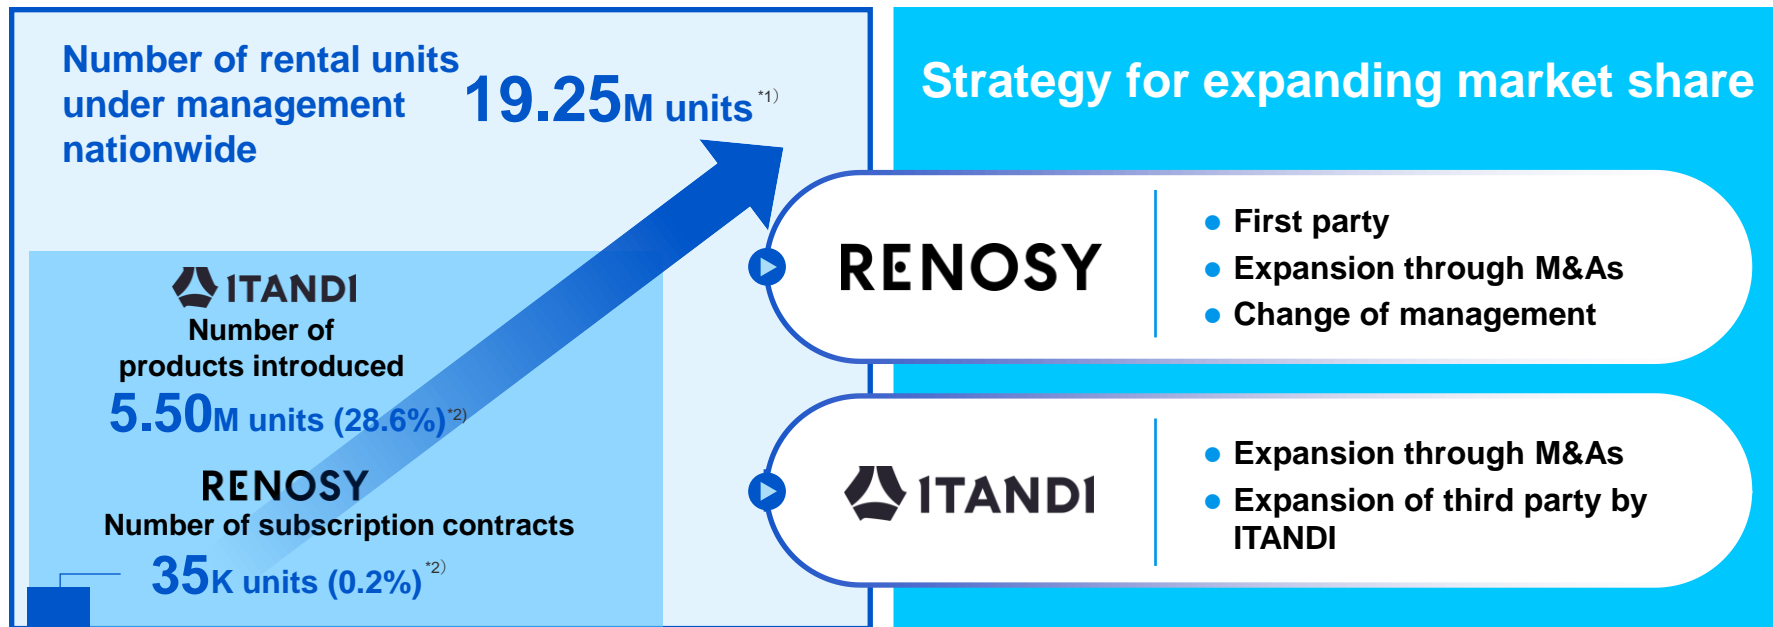 Number of rental units
under management
nationwide
19.25M units *1)
ITANDI
Number of
products introduced
5.50M units (28.6%) *2)
RENOSY
Number of subscription contracts
35K units (0.2%) *2)
Strategy for expanding market share
RENOSY
● First party
● Expansion through M&As
● Change of management
ITANDI
● Expansion through M&As
● Expansion of third party by
ITANDI